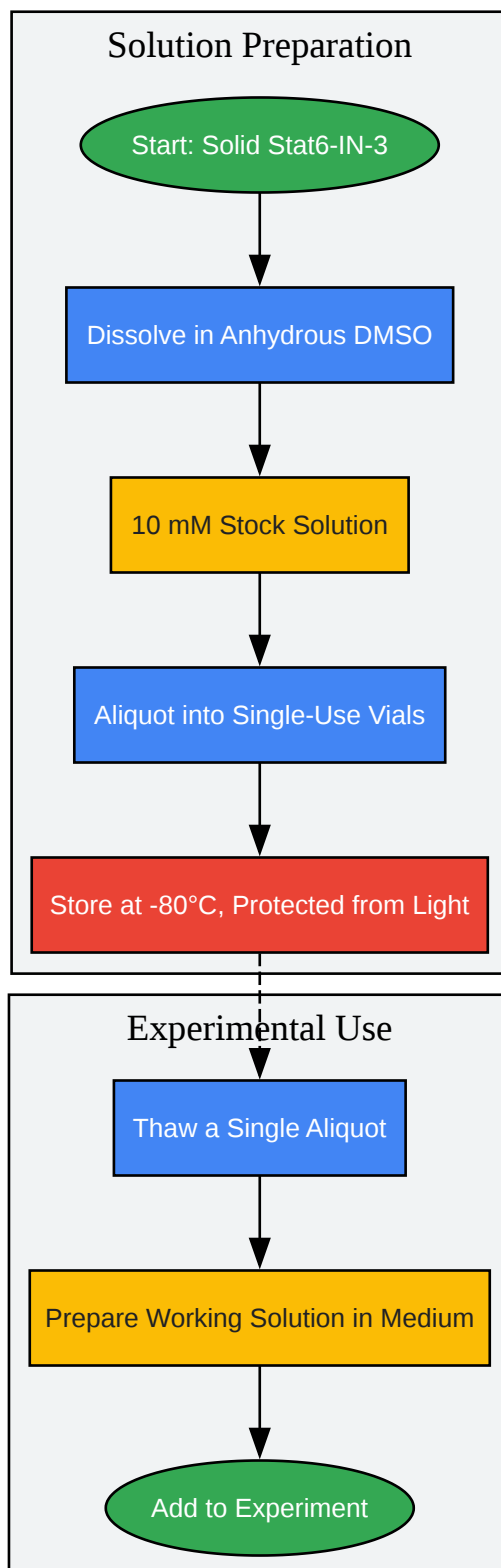 Solution Preparation
Start: Solid Stat6-IN-3
Dissolve in Anhydrous DMSO
10 mM Stock Solution
Aliquot into Single-Use Vials
Store at -80°C, Protected from Light
Experimental Use
Thaw a Single Aliquot
Prepare Working Solution in Medium
Add to Experiment